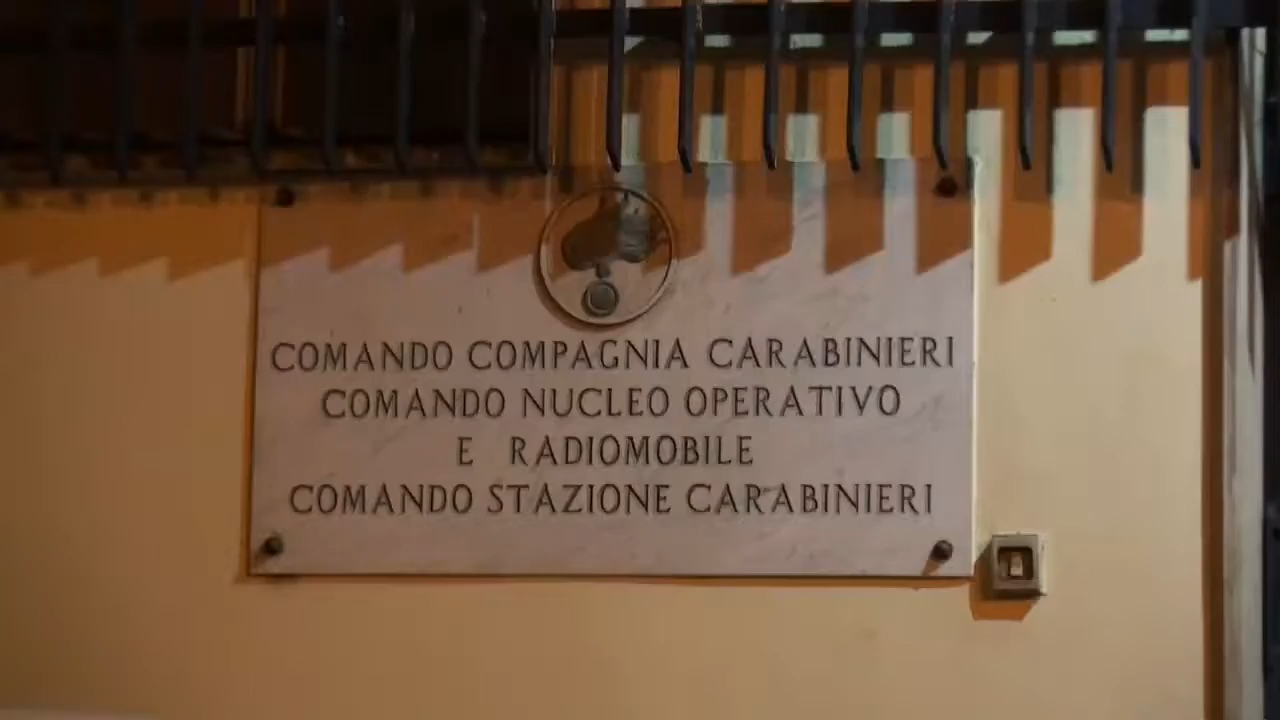 COMANDO COMPAGNIA CARABINIERI
COMANDO NUCLEO OPERATIVO
E RADIOMOBILE
COMANDO STAZIONE CARABINIERI